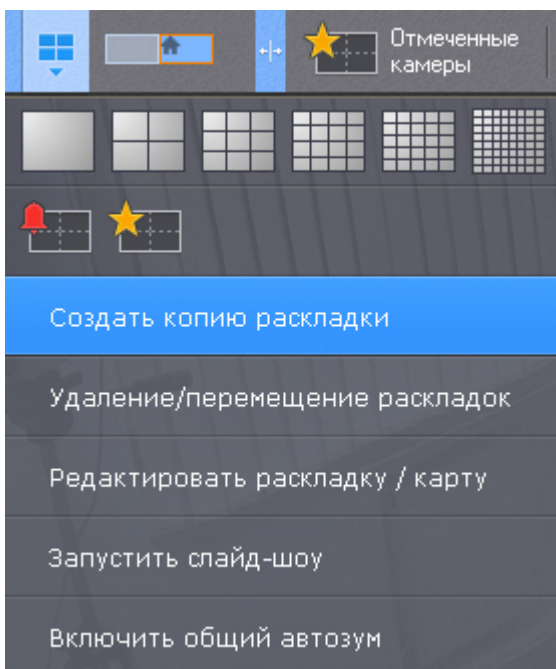 Отмеченные
камеры
Создать копию раскладки
Удаление/перемещение раскладок
Редактировать раскладку / карту
Запустить слайд-шоу
Включить общий автозум